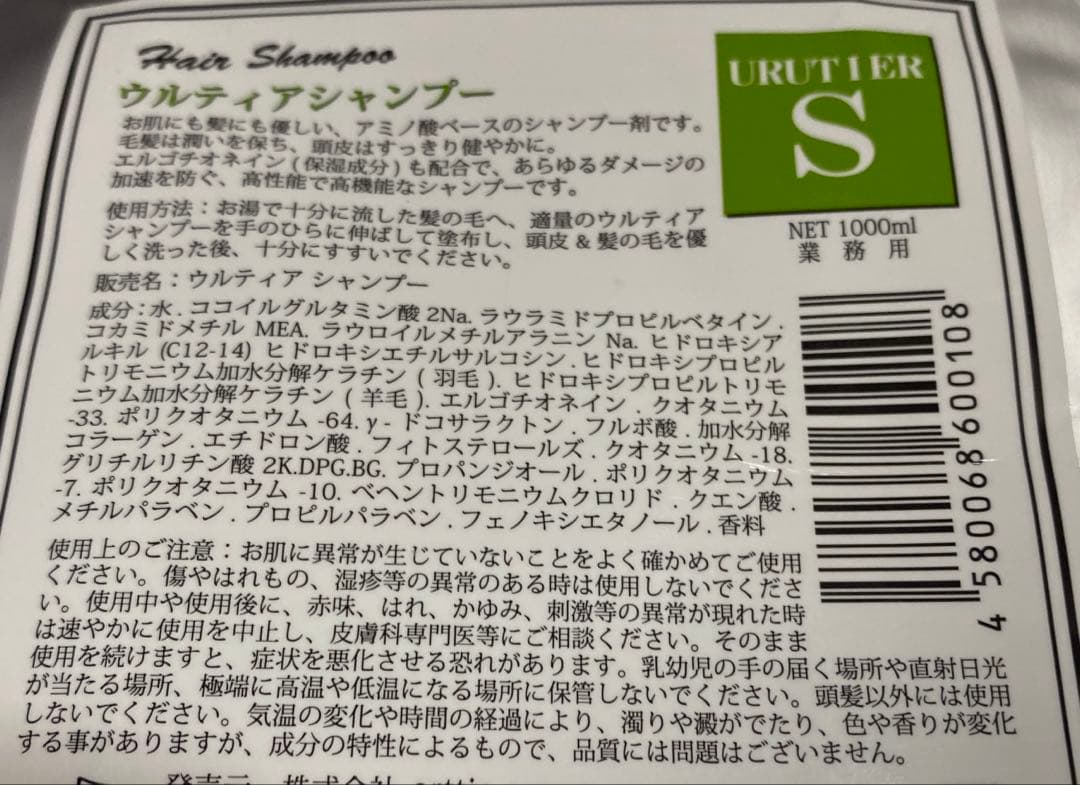 Hair Shampoo
ウルティアシャンプー
お肌にも髪にも優しい、アミノ酸ベースのシャンプー剤です。
毛髪は潤いを保ち、頭皮はすっきり健やかに。
エルゴチオネイン(保湿成分)も配合で、あらゆるダメージの
加速を防ぐ、高性能で高機能なシャンプーです。
使用方法：お湯で十分に流した髪の毛へ、適量のウルティア
シャンプーを手のひらに伸ばして塗布し、頭皮&髪の毛を優
しく洗った後、十分にすすいでください。
販売名：ウルティア シャンプー
成分：水．ココイルグルタミン酸 2Na. ラウラミドプロピルベタイン．
コカミドメチル MEA. ラウロイルメチルアラニン Na. ヒドロキシア
ルキル (C12-14) ヒドロキシエチルサルコシン．ヒドロキシプロピル
トリモニウム加水分解ケラチン(羽毛). ヒドロキシプロピルトリモ
ニウム加水分解ケラチン(羊毛). エルゴチオネイン．クオタニウム
-33. ポリクオタニウム -64. γ- ドコサラクトン．フルボ酸．加水分解
コラーゲン．エチドロン酸．フィトステロールズ．クオタニウム -18.
グリチルリチン酸 2K.DPG.BG. プロパンジオール．ポリクオタニウム
-7. ポリクオタニウム -10. ベヘントリモニウムクロリド．クエン酸．
メチルパラベン．プロピルパラベン．フェノキシエタノール．香料
使用上のご注意：お肌に異常が生じていないことをよく確かめてご使用
ください。傷やはれもの、湿疹等の異常のある時は使用しないでくださ
い。使用中や使用後に、赤味、はれ、かゆみ、刺激等の異常が現れた時
は速やかに使用を中止し、皮膚科専門医等にご相談ください。そのまま
使用を続けますと、症状を悪化させる恐れがあります。乳幼児の手の届く場所や直射日光
が当たる場所、極端に高温や低温になる場所に保管しないでください。頭髪以外には使用
しないでください。気温の変化や時間の経過により、濁りや澱がでたり、色や香りが変化
する事がありますが、成分の特性によるもので、品質には問題はございません。
発売元 株式会社
URUTIER
S
NET 1000ml
業務用
4 580068 600108